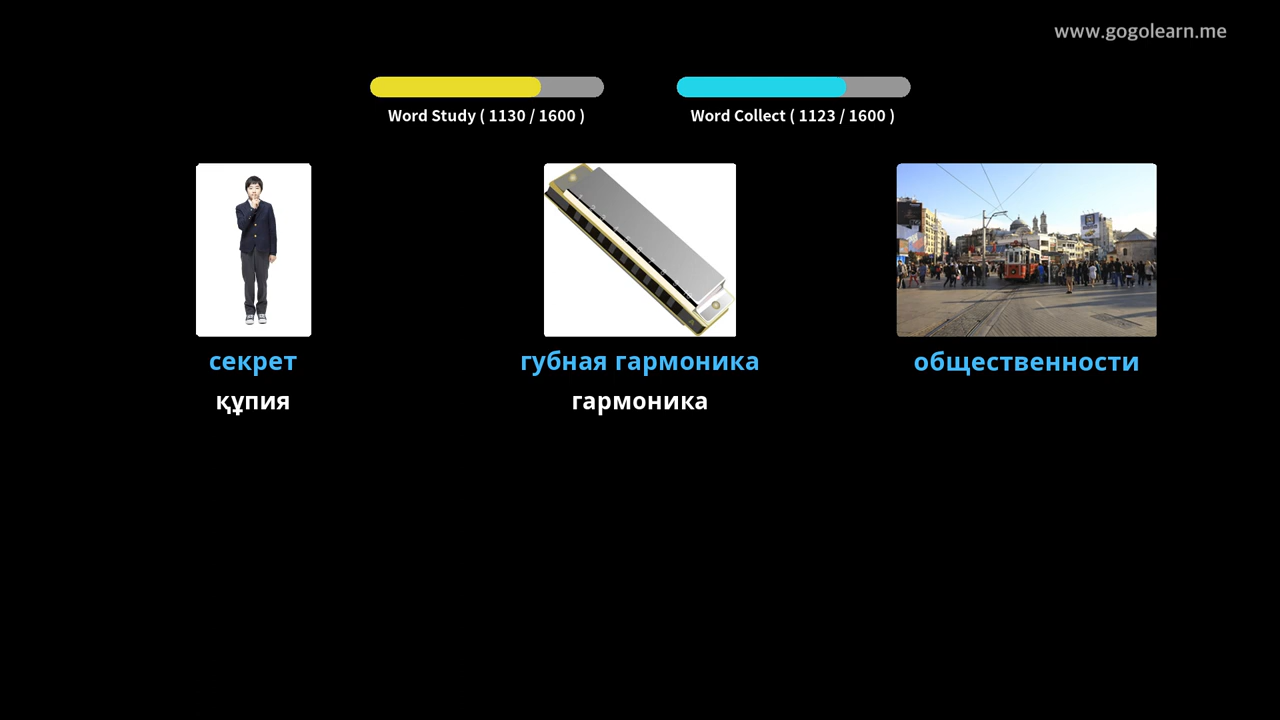 www.gogolearn.me
Word Study ( 1130 / 1600 )
Word Collect ( 1123 / 1600 )
секрет
губная гармоника
общественности
құпия
гармоника